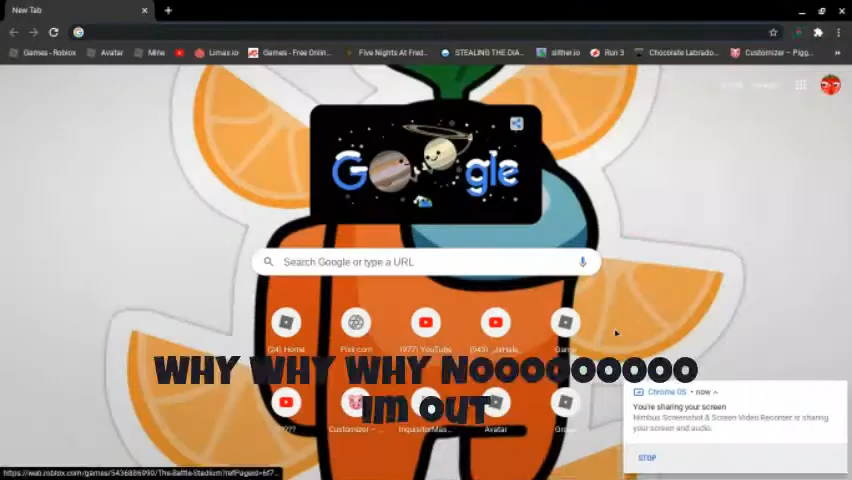 New Tab
Games - Roblox
Avatar
Mine
Limax.io
Games - Free Onlin...
Five Nights At Fred...
STEALING THE DIA...
slither.io
Run 3
Chocolate Labrado...
Customizer – Pigg...
Google
Search Google or type a URL
(24) Home
Pixlr.com
(977) YouTube
Game
WHY WHY WHY NOOOOOOOOO
IM OUT
Customizer – ...
InquisitorMas...
Avatar
Chrome OS • now
You're sharing your screen
Nimbus Screenshot & Screen Video Recorder is sharing
your screen and audio.
STOP